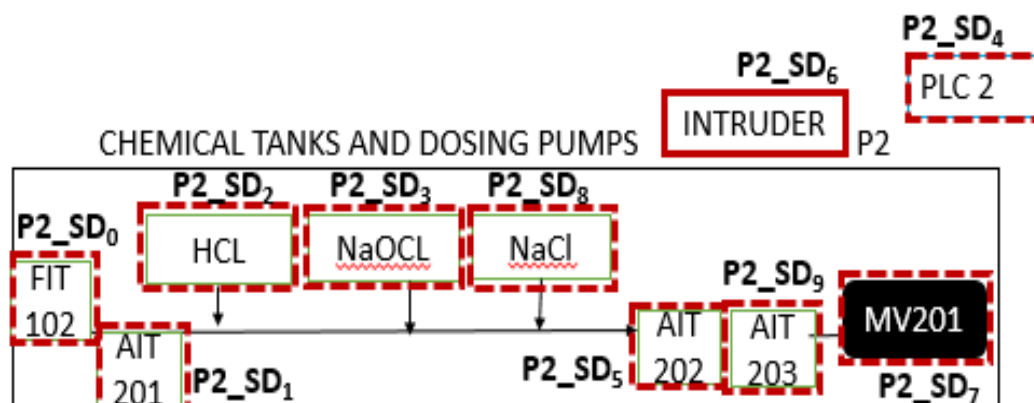 P2_SD4
P2_SD6
PLC 2
INTRUDER
CHEMICAL TANKS AND DOSING PUMPS
P2
P2_SD2
P2_SD3
P2_SD8
P2_SD0
HCL
NaOCL
NaCl
FIT
102
P2_SD9
AIT
201
P2_SD1
P2_SD5
AIT
202
AIT
203
MV201
P2_SD7